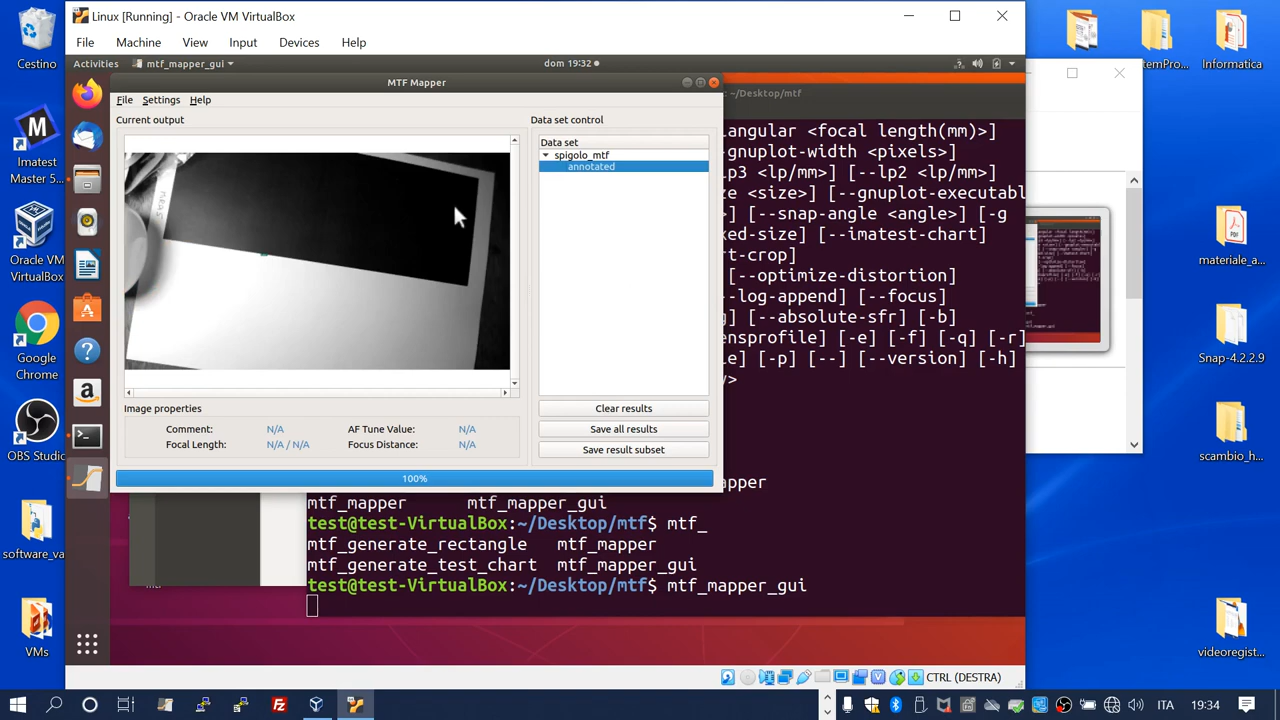 Linux [Running] - Oracle VM VirtualBox
File Machine View Input Devices Help
Activities mtf_mapper_gui dom 19:32
MTF Mapper
File Settings Help
Current output
Data set control
Data set
spigolo_mtf
annotated
Image properties
Comment: N/A AF Tune Value: N/A
Focal Length: N/A / N/A Focus Distance: N/A
Clear results
Save all results
Save result subset
100%
~/Desktop/mtf
angular <focal length(mm)>]
gnuplot-width <pixels>]
lp3 <lp/mm>] [--lp2 <lp/mm>]
ze <size>] [--gnuplot-executabl
>] [--snap-angle <angle>] [-g
xed-size] [--imatest-chart]
rt-crop]
[--optimize-distortion]
--log-append] [--focus]
g] [--absolute-sfr] [-b]
ensprofile] [-e] [-f] [-q] [-r]
le] [-p] [--] [--version] [-h]
/>
apper
mtf_mapper mtf_mapper_gui
test@test-VirtualBox:~/Desktop/mtf$ mtf_
mtf_generate_rectangle mtf_mapper
mtf_generate_test_chart mtf_mapper_gui
test@test-VirtualBox:~/Desktop/mtf$ mtf_mapper_gui
CTRL (DESTRA)
Cestino
Imatest
Master 5...
Oracle VM
VirtualBox
Google
Chrome
OBS Studio
software_va...
VMs
temPro...
Informatica
materiale_a...
Snap-4.2.2.9
scambio_h...
videoregist...
ITA 19:34